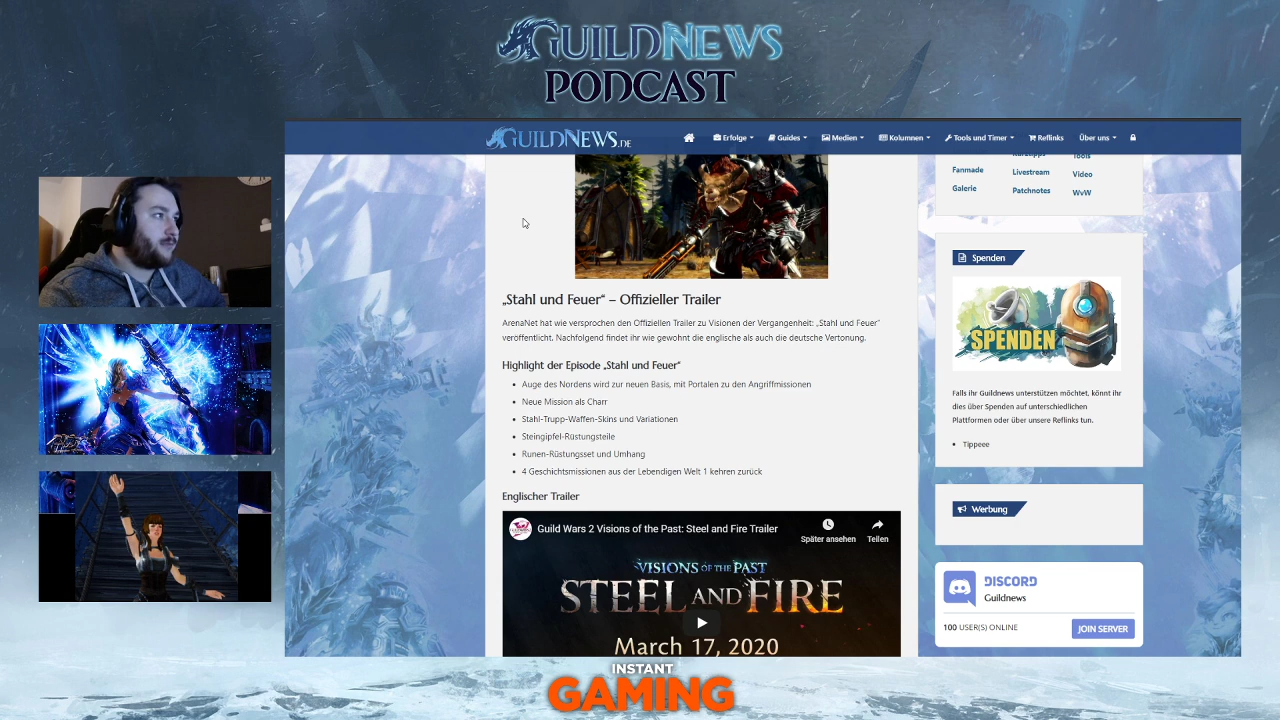 GUILDNEWS
PODCAST
GUILDNEWS.DE
Erfolge
Guides
Medien
Kolumnen
Tools und Timer
Reflinks
Über uns
Fanmade
Galerie
Livestream
Patchnotes
Tools
Video
WvW
„Stahl und Feuer“ – Offizieller Trailer
ArenaNet hat wie versprochen den Offiziellen Trailer zu Visionen der Vergangenheit: „Stahl und Feuer“
veröffentlicht. Nachfolgend findet ihr wie gewohnt die englische als auch die deutsche Vertonung.
Highlight der Episode „Stahl und Feuer“
• Auge des Nordens wird zur neuen Basis, mit Portalen zu den Angriffmissionen
• Neue Mission als Charr
• Stahl-Trupp-Waffen-Skins und Variationen
• Steingipfel-Rüstungsteile
• Runen-Rüstungsset und Umhang
• 4 Geschichtsmissionen aus der Lebendigen Welt 1 kehren zurück
Englischer Trailer
Guild Wars 2 Visions of the Past: Steel and Fire Trailer
Später ansehen
Teilen
VISIONS OF THE PAST
STEEL AND FIRE
March 17, 2020
Spenden
SPENDEN
Falls ihr Guildnews unterstützen möchtet, könnt ihr
dies über Spenden auf unterschiedlichen
Plattformen oder über unsere Reflinks tun.
• Tippeee
Werbung
DISCORD
Guildnews
100 USER(S) ONLINE
JOIN SERVER
INSTANT
GAMING